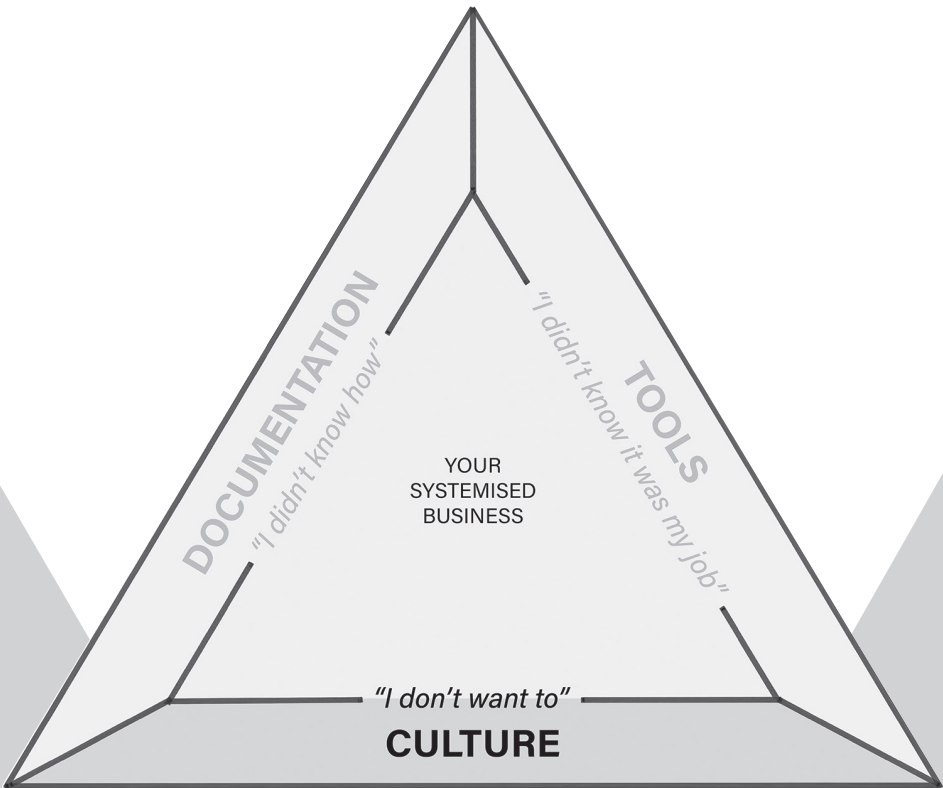 DOCUMENTATION
“I didn’t know how”
TOOLS
“I didn’t know it was my job”
YOUR
SYSTEMISED
BUSINESS
“I don’t want to”
CULTURE